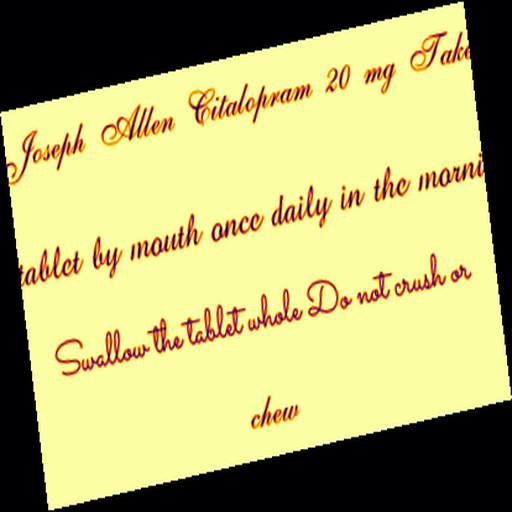 Joseph Allen Citalopram 20 mg Take
tablet by mouth once daily in the
Swallow the tablet whole Do not crush or
chew